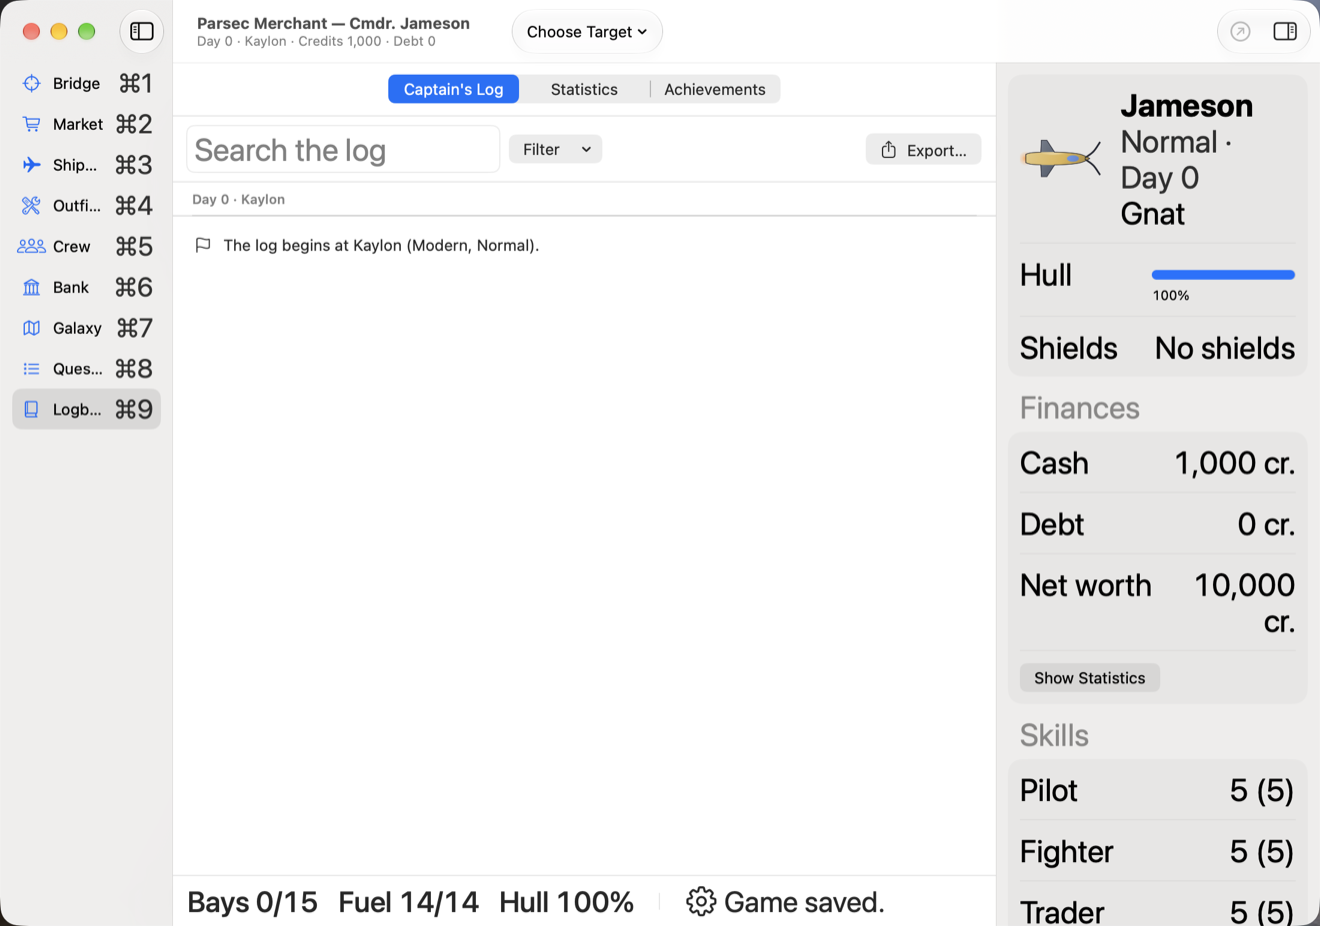 Parsec Merchant — Cmdr. Jameson
Day 0 · Kaylon · Credits 1,000 · Debt 0
Choose Target
Bridge ⌘1
Market ⌘2
Ship... ⌘3
Outfi... ⌘4
Crew ⌘5
Bank ⌘6
Galaxy ⌘7
Ques... ⌘8
Logb... ⌘9
Captain's Log
Statistics
Achievements
Search the log
Filter
Export...
Day 0 · Kaylon
The log begins at Kaylon (Modern, Normal).
Bays 0/15 Fuel 14/14 Hull 100%
Game saved.
Jameson
Normal ·
Day 0
Gnat
Hull
100%
Shields No shields
Finances
Cash 1,000 cr.
Debt 0 cr.
Net worth 10,000
cr.
Show Statistics
Skills
Pilot 5 (5)
Fighter 5 (5)
Trader 5 (5)